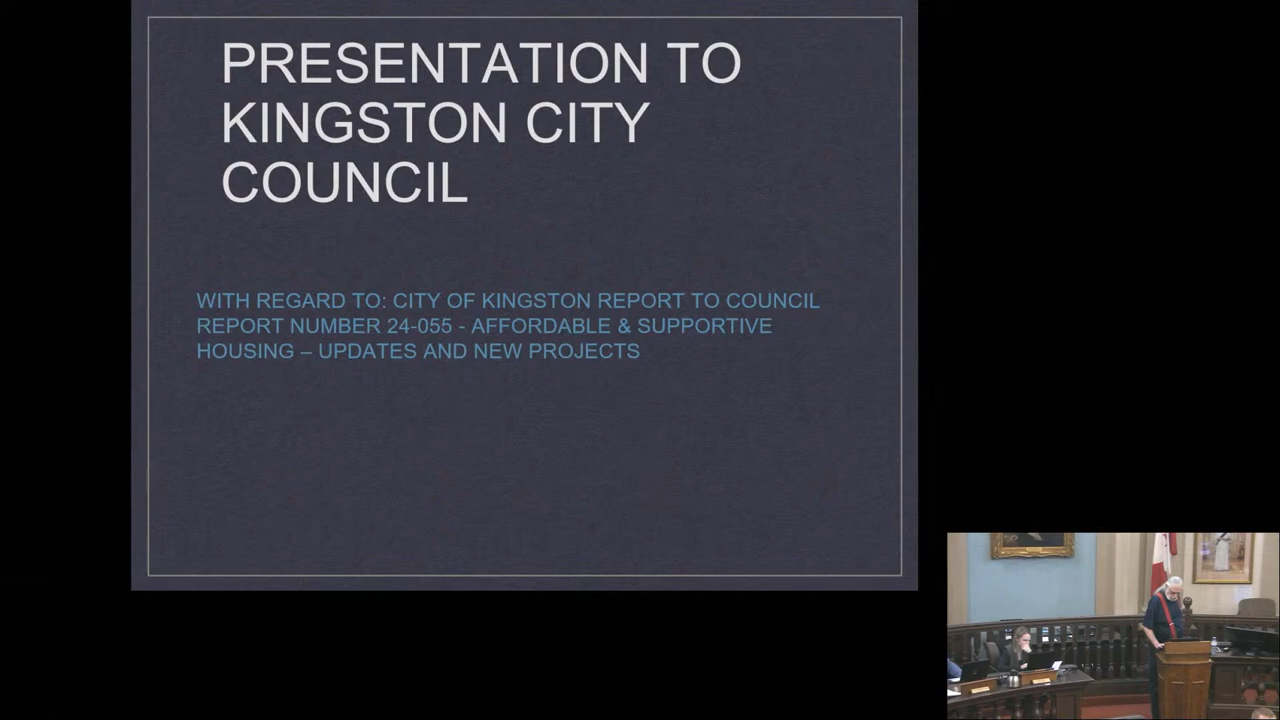 PRESENTATION TO
KINGSTON CITY
COUNCIL
WITH REGARD TO: CITY OF KINGSTON REPORT TO COUNCIL
REPORT NUMBER 24-055 - AFFORDABLE & SUPPORTIVE
HOUSING – UPDATES AND NEW PROJECTS